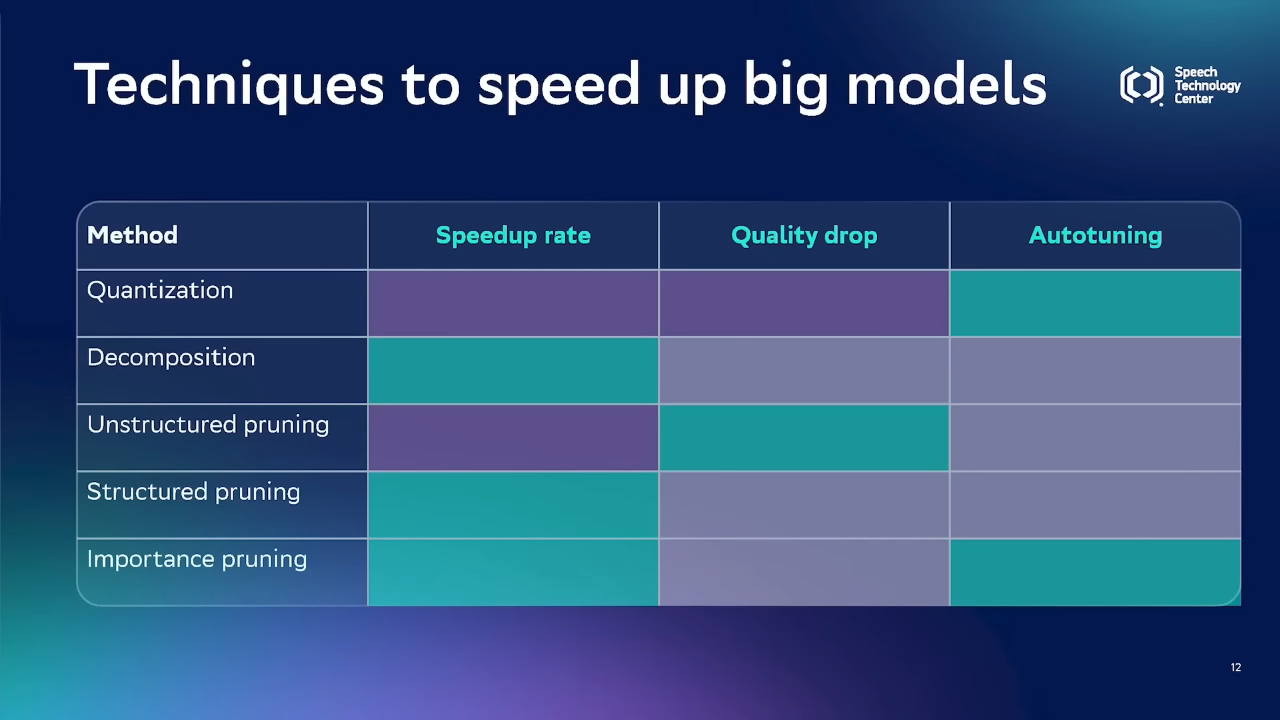 Techniques to speed up big models
Speech
Technology
Center
Method Speedup rate Quality drop Autotuning
Quantization
Decomposition
Unstructured pruning
Structured pruning
Importance pruning
12